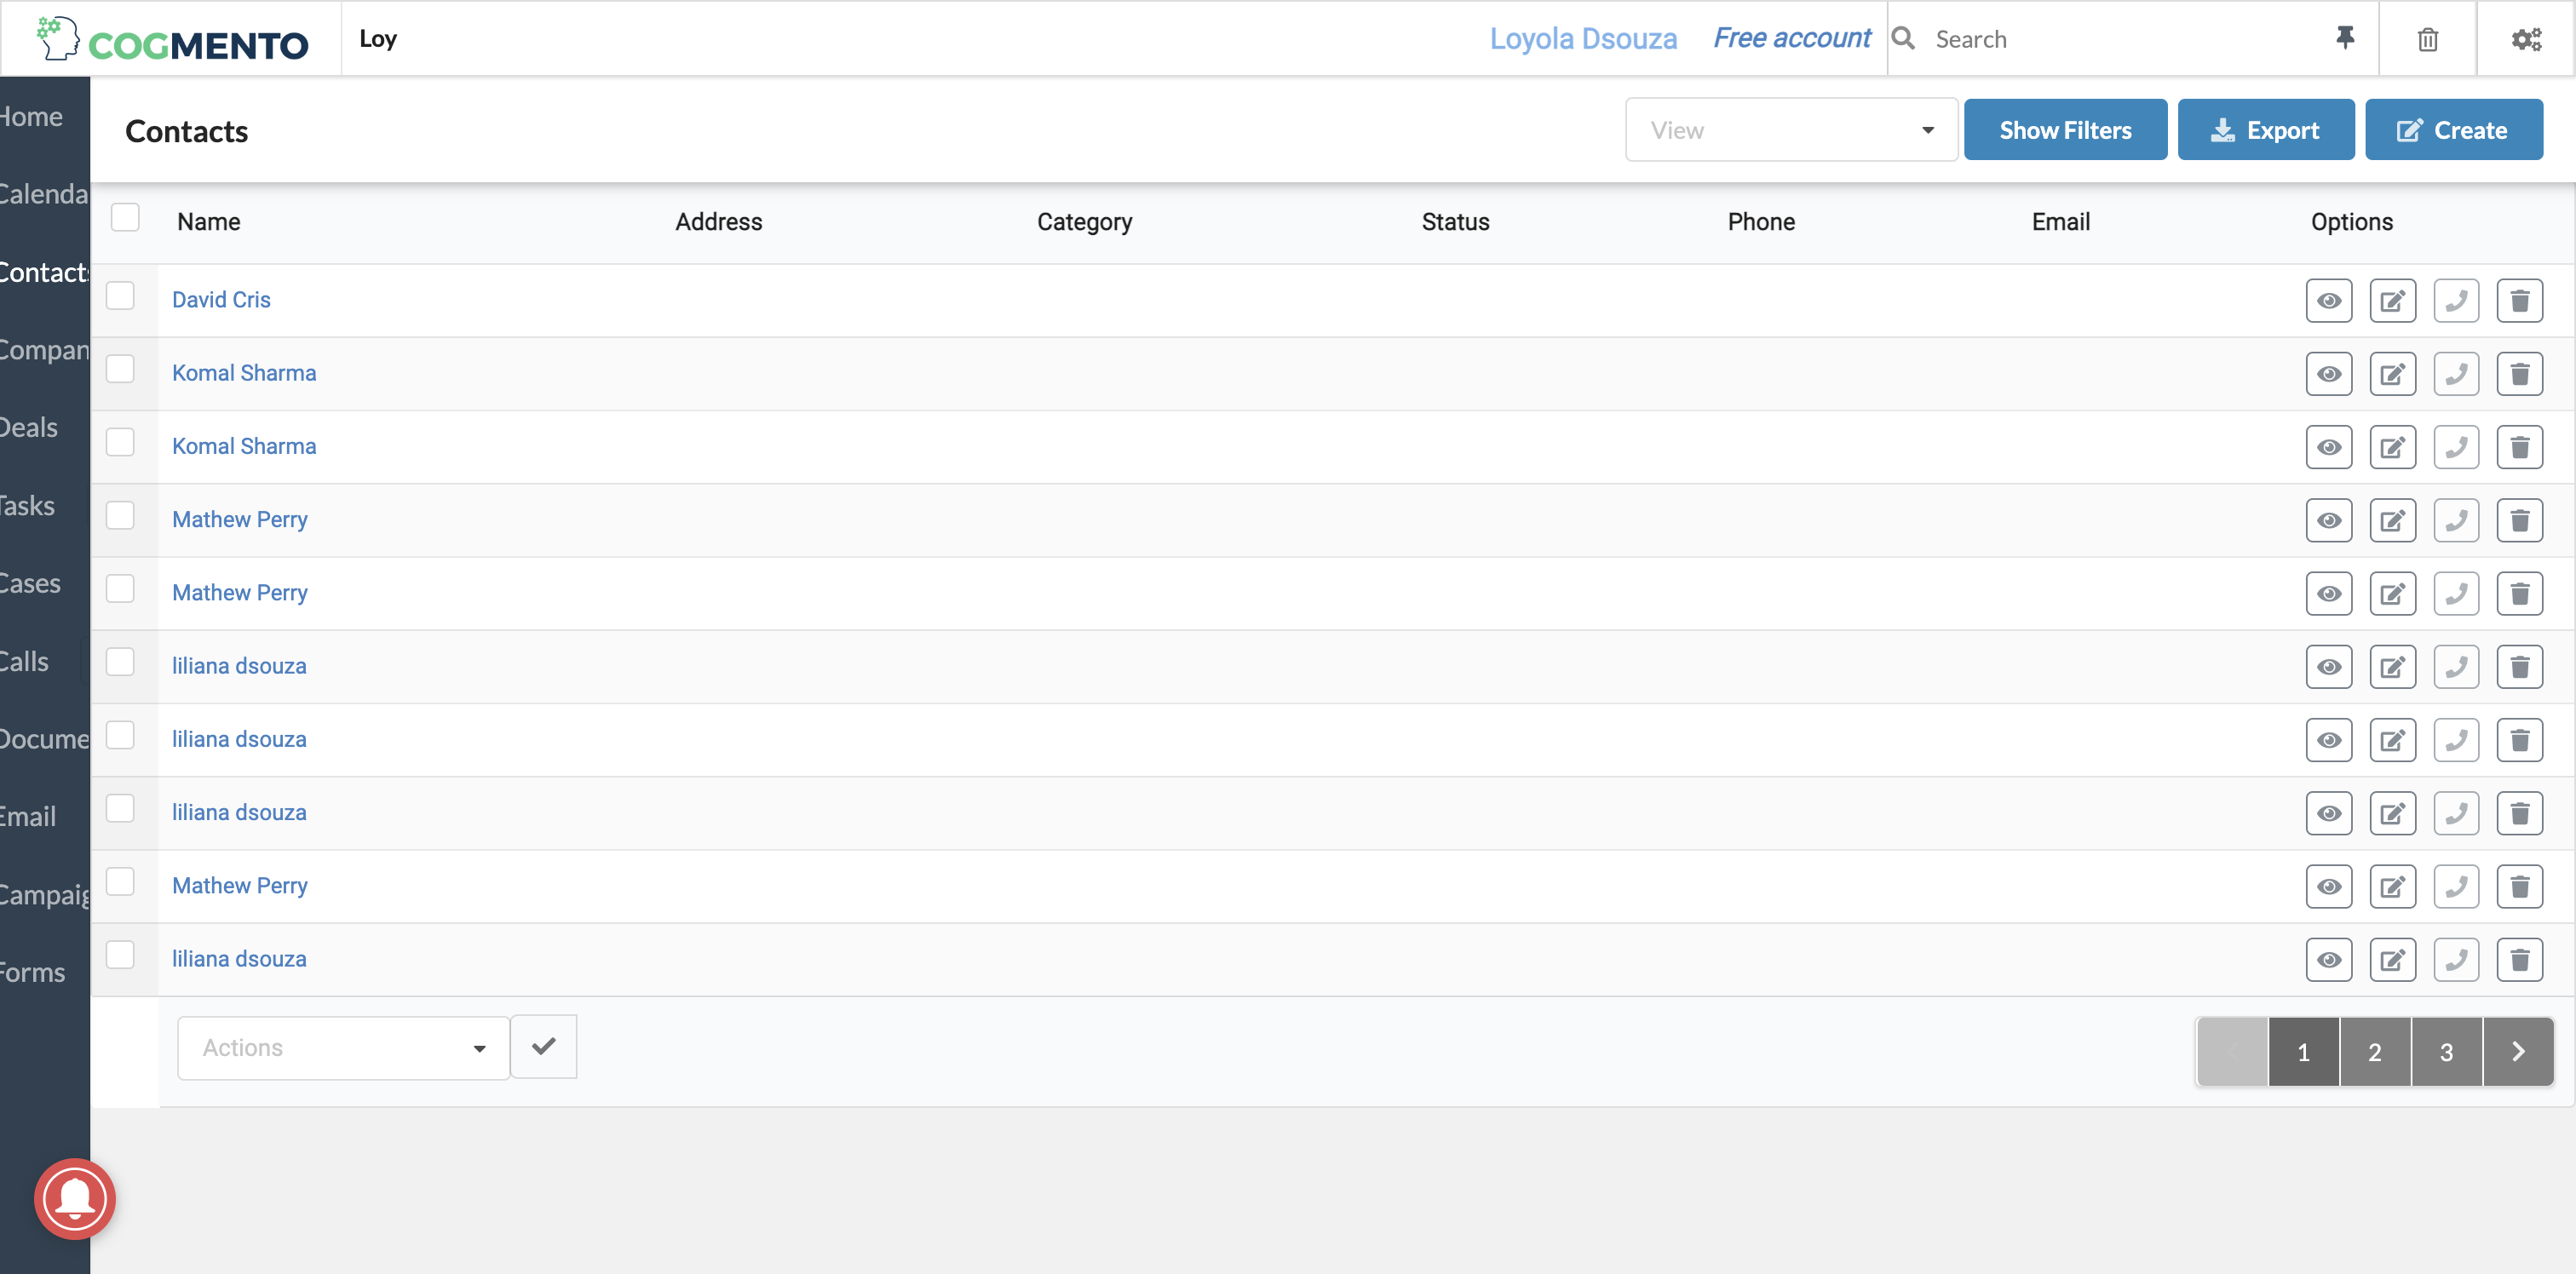 COGMENTO
Loy
Loyola Dsouza
Free account
Search
Home
Calenda
Contacts
Compan
Deals
Tasks
Cases
Calls
Docume
Email
Campaig
Forms
Contacts
View
Show Filters
Export
Create
Name Address Category Status Phone Email Options
David Cris
Komal Sharma
Komal Sharma
Mathew Perry
Mathew Perry
liliana dsouza
liliana dsouza
liliana dsouza
Mathew Perry
liliana dsouza
Actions
1 2 3